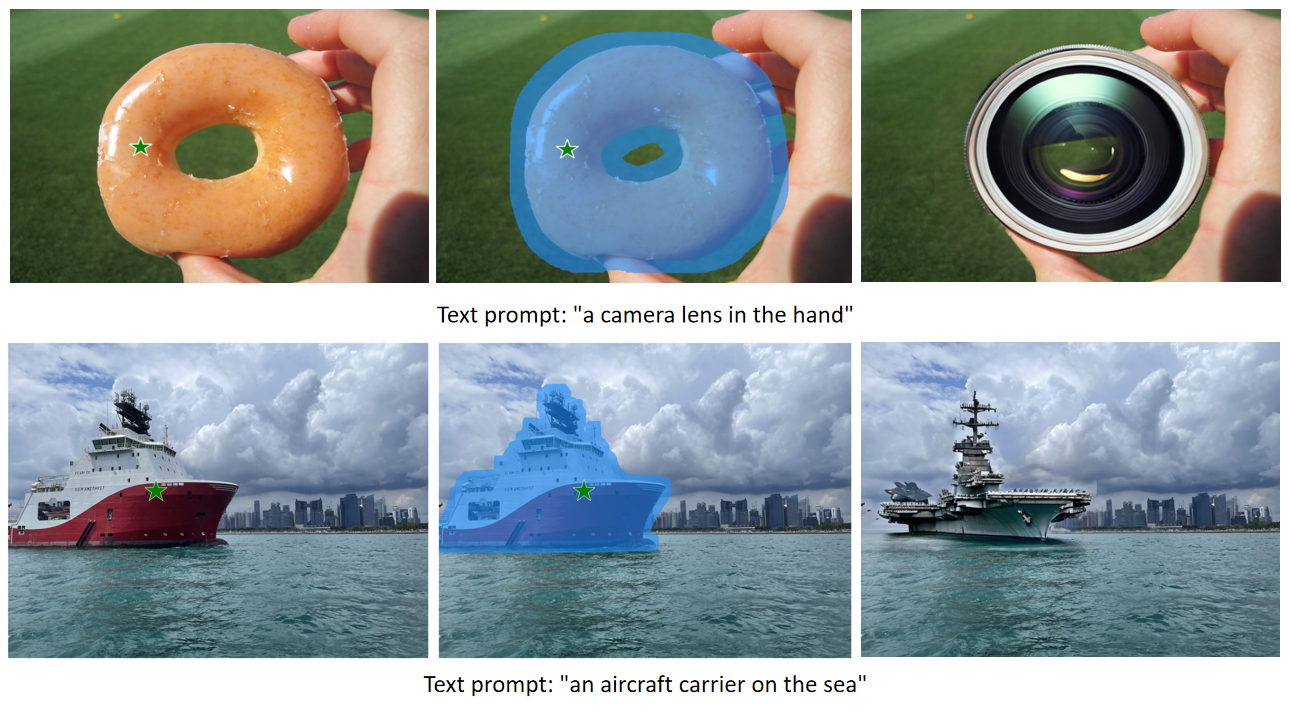 Text prompt: "a camera lens in the hand"
Text prompt: "an aircraft carrier on the sea"